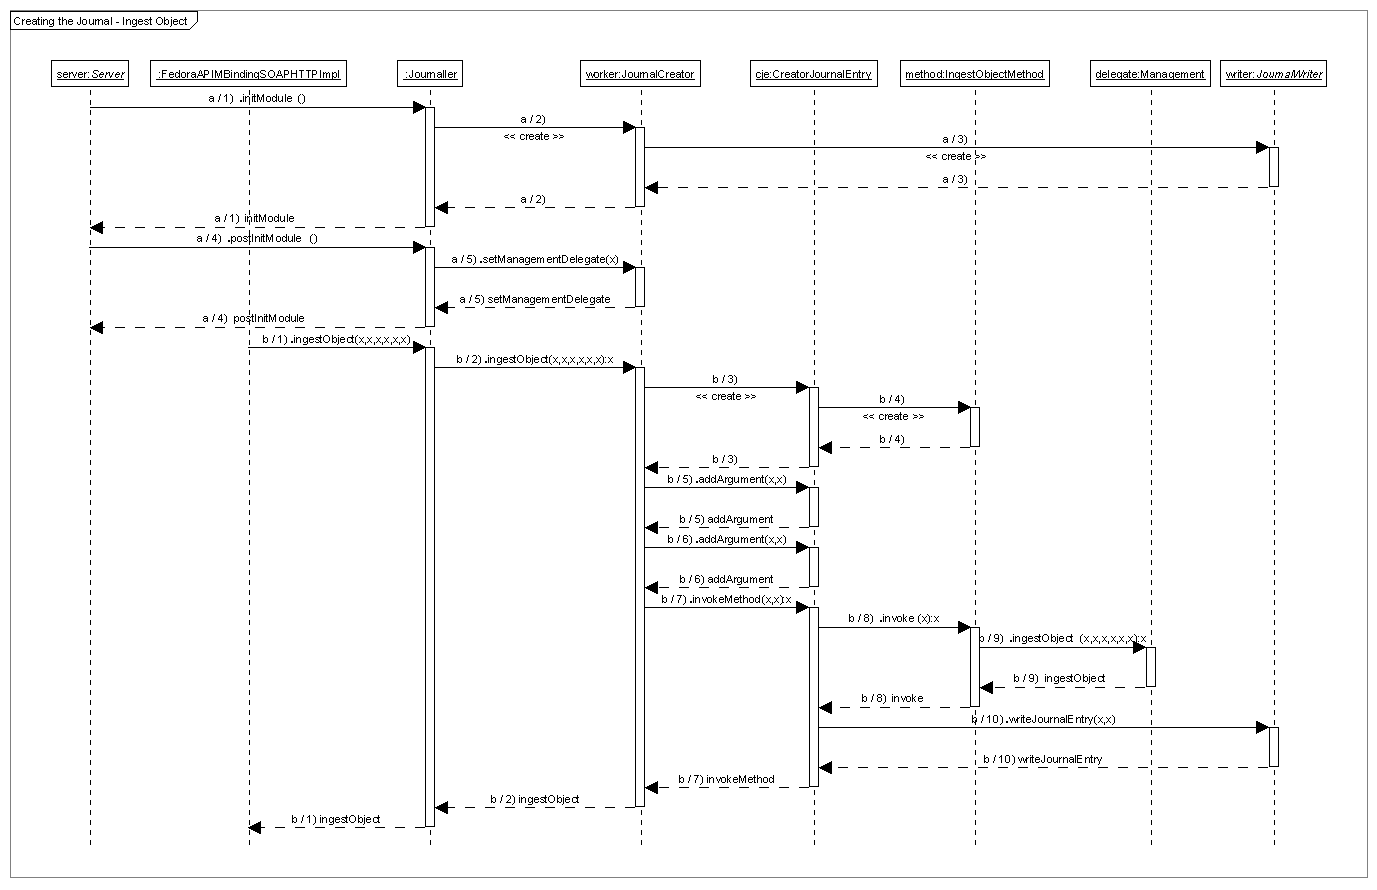 Creating the Journal - Ingest Object
server:Server
:FedoraAPIMBindingSOAPHTTPImpl
:Journaller
worker:JournalCreator
cje:CreatorJournalEntry
method:IngestObjectMethod
delegate:Management
writer:JournalWriter
a / 1) .initModule ()
a / 2)
<< create >>
a / 3)
<< create >>
a / 3)
a / 2)
a / 1) initModule
a / 4) .postInitModule ()
a / 5) .setManagementDelegate(x)
a / 5) setManagementDelegate
a / 4) postInitModule
b / 1) .ingestObject(x,x,x,x,x,x)
b / 2) .ingestObject(x,x,x,x,x,x):x
b / 3)
<< create >>
b / 4)
<< create >>
b / 4)
b / 3)
b / 5) .addArgument(x,x)
b / 5) addArgument
b / 6) .addArgument(x,x)
b / 6) addArgument
b / 7) .invokeMethod(x,x):x
b / 8) .invoke (x):x
b / 9) .ingestObject (x,x,x,x,x,x):x
b / 9) ingestObject
b / 8) invoke
b / 10) .writeJournalEntry(x,x)
b / 10) writeJournalEntry
b / 7) invokeMethod
b / 2) ingestObject
b / 1) ingestObject